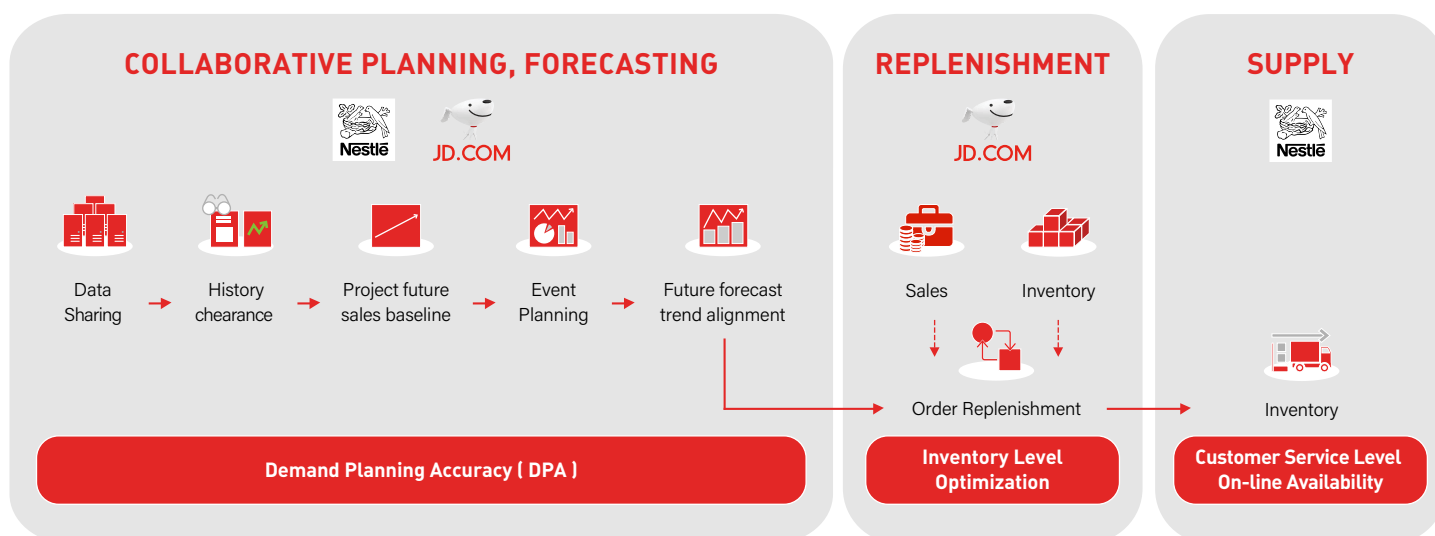 COLLABORATIVE PLANNING, FORECASTING
Nestlé
JD.COM
Data
Sharing
History
chearance
Project future
sales baseline
Event
Planning
Future forecast
trend alignment
Demand Planning Accuracy ( DPA )
REPLENISHMENT
JD.COM
Sales
Inventory
Order Replenishment
Inventory Level
Optimization
SUPPLY
Nestlé
Inventory
Customer Service Level
On-line Availability